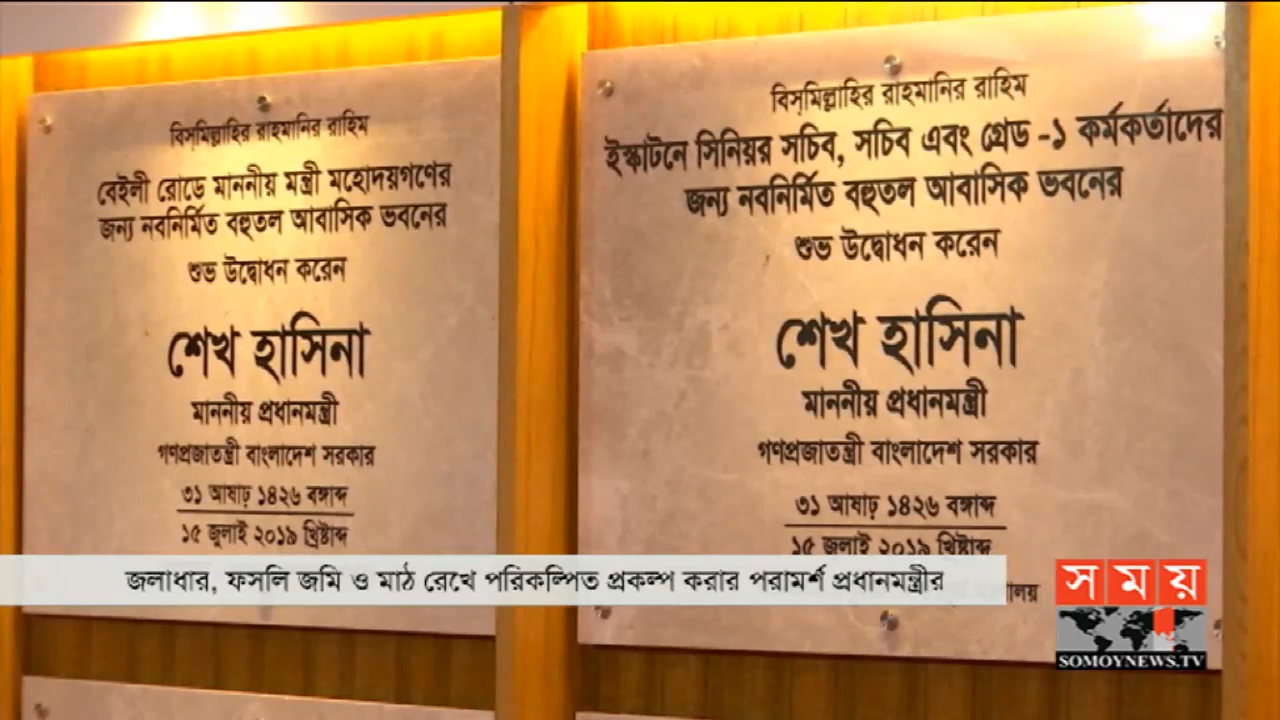 বিস্‌মিল্লাহির রাহমানির রাহিম
বেইলী রোডে মাননীয় মন্ত্রী মহোদয়গণের
জন্য নবনির্মিত বহুতল আবাসিক ভবনের
শুভ উদ্বোধন করেন
শেখ হাসিনা
মাননীয় প্রধানমন্ত্রী
গণপ্রজাতন্ত্রী বাংলাদেশ সরকার
৩১ আষাঢ় ১৪২৬ বঙ্গাব্দ
১৫ জুলাই ২০১৯ খ্রিষ্টাব্দ
বিস্‌মিল্লাহির রাহমানির রাহিম
ইস্কাটনে সিনিয়র সচিব, সচিব এবং গ্রেড -১ কর্মকর্তাদের
জন্য নবনির্মিত বহুতল আবাসিক ভবনের
শুভ উদ্বোধন করেন
শেখ হাসিনা
মাননীয় প্রধানমন্ত্রী
গণপ্রজাতন্ত্রী বাংলাদেশ সরকার
৩১ আষাঢ় ১৪২৬ বঙ্গাব্দ
১৫ জুলাই ২০১৯ খ্রিষ্টাব্দ
জলাধার, ফসলি জমি ও মাঠ রেখে পরিকল্পিত প্রকল্প করার পরামর্শ প্রধানমন্ত্রীর
সময়
SOMOYNEWS.TV